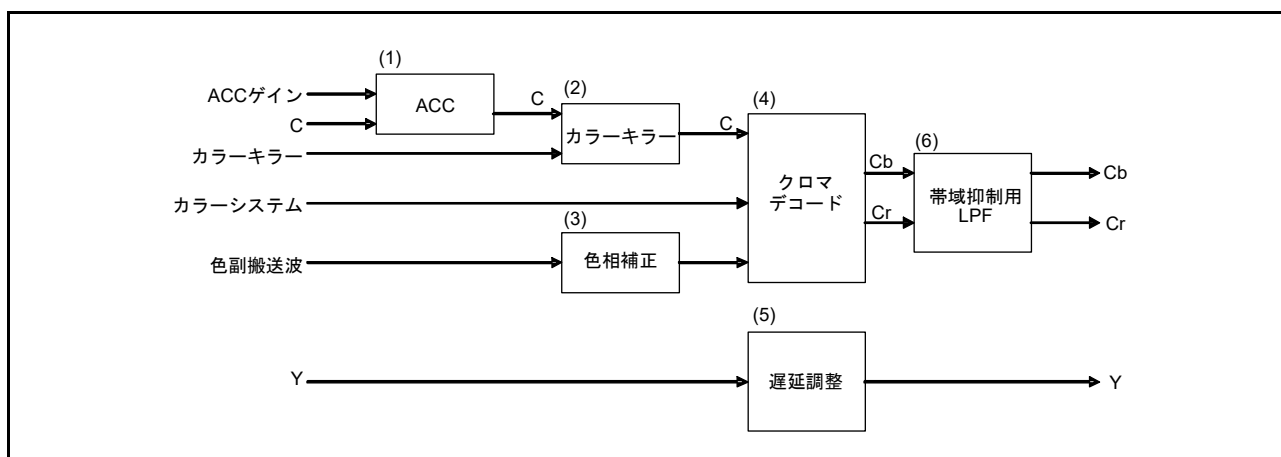 (1)
ACCゲイン
C
ACC
C
(2)
カラーキラー
カラーキラー
C
(4)
クロマ
デコード
カラーシステム
(3)
色副搬送波
色相補正
Cb
Cr
(6)
帯域抑制用
LPF
Cb
Cr
(5)
Y
遅延調整
Y